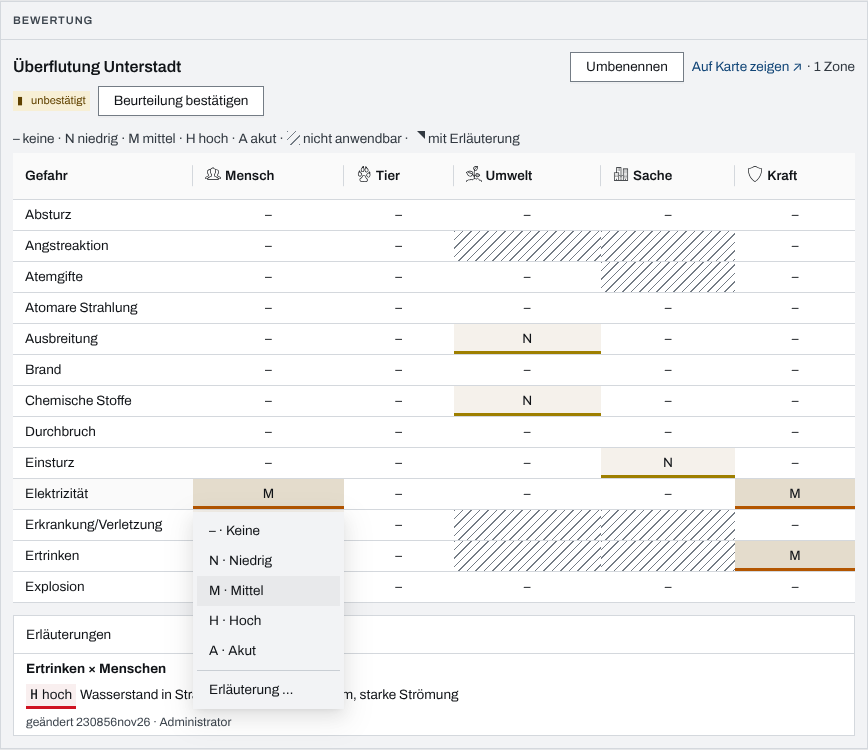 BEWERTUNG
Überflutung Unterstadt
Umbenennen Auf Karte zeigen ↗ · 1 Zone
unbestätigt Beurteilung bestätigen
– keine · N niedrig · M mittel · H hoch · A akut · nicht anwendbar · mit Erläuterung
Gefahr Mensch Tier Umwelt Sache Kraft
Absturz – – – – –
Angstreaktion – – –
Atemgifte – – – –
Atomare Strahlung – – – – –
Ausbreitung – – N – –
Brand – – – – –
Chemische Stoffe – – N – –
Durchbruch – – – – –
Einsturz – – – N –
Elektrizität M – – – M
Erkrankung/Verletzung – –
Ertrinken – M
Explosion – – – –
– · Keine
N · Niedrig
M · Mittel
H · Hoch
A · Akut
Erläuterung ...
Erläuterungen
Ertrinken × Menschen
H hoch Wasserstand in , starke Strömung
geändert 230856nov26 · Administrator